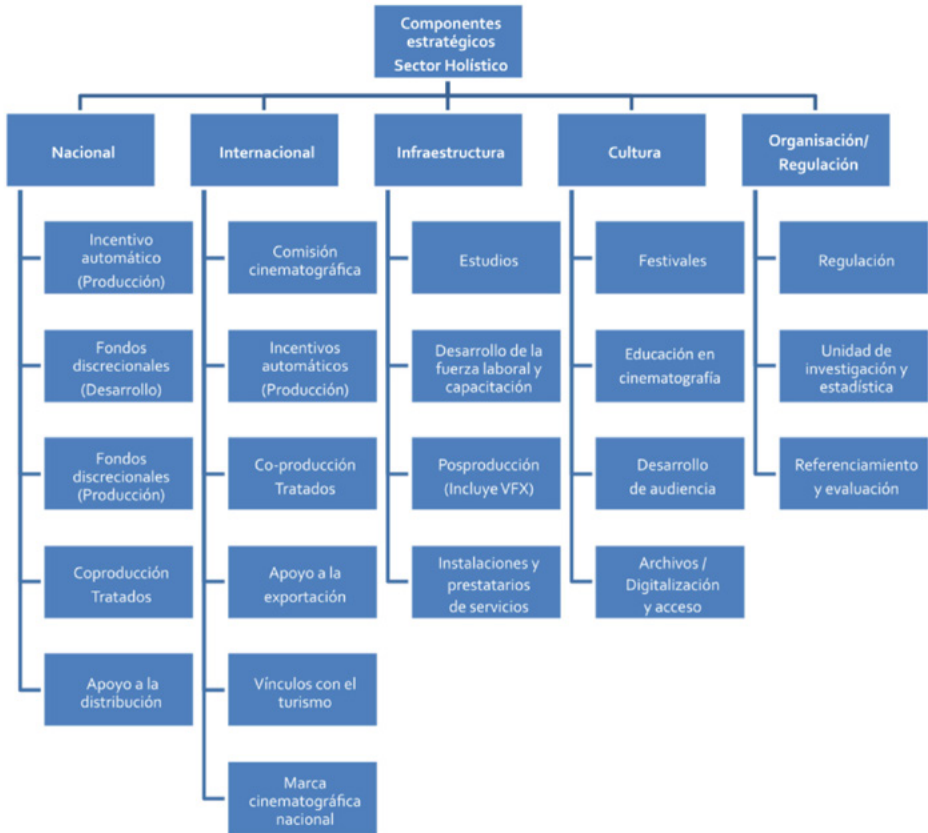 Componentes
estratégicos
Sector Holístico
Nacional
Internacional
Infraestructura
Cultura
Organisación/
Regulación
Incentivo
automático
(Producción)
Fondos
discrecionales
(Desarrollo)
Fondos
discrecionales
(Producción)
Coproducción
Tratados
Apoyo a la
distribución
Comisión
cinematográfica
Incentivos
automáticos
(Producción)
Co-producción
Tratados
Apoyo a la
exportación
Vínculos con el
turismo
Marca
cinematográfica
nacional
Estudios
Desarrollo de la
fuerza laboral y
capacitación
Posproducción
(Incluye VFX)
Instalaciones y
prestatarios
de servicios
Festivales
Educación en
cinematografía
Desarrollo
de audiencia
Archivos /
Digitalización
y acceso
Regulación
Unidad de
investigación y
estadística
Referenciamiento
y evaluación